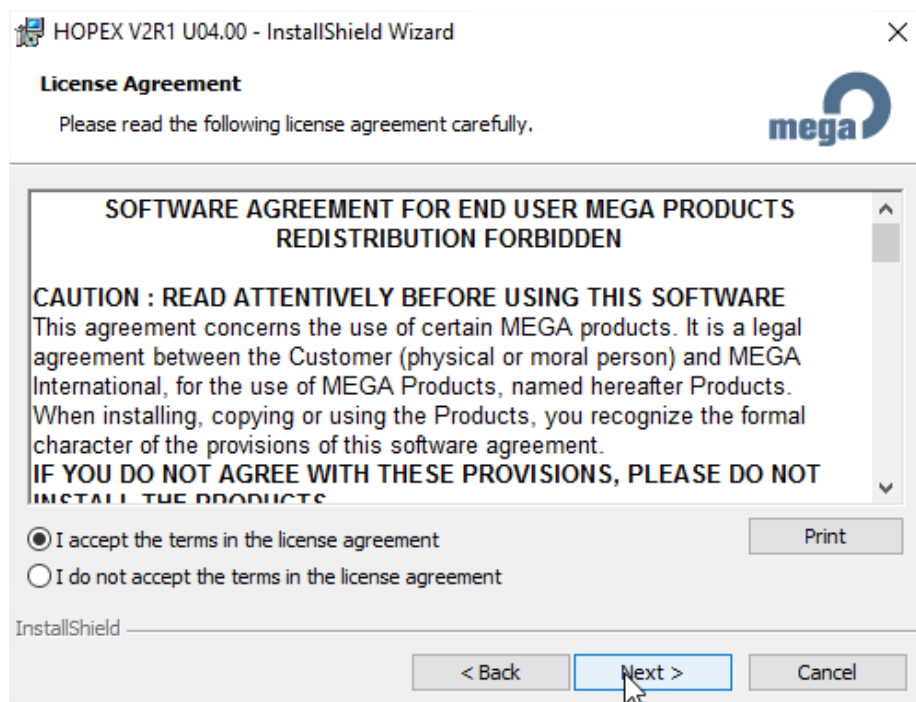 HOPEX V2R1 U04.00 - InstallShield Wizard
License Agreement
Please read the following license agreement carefully.
mega
SOFTWARE AGREEMENT FOR END USER MEGA PRODUCTS
REDISTRIBUTION FORBIDDEN
CAUTION : READ ATTENTIVELY BEFORE USING THIS SOFTWARE
This agreement concerns the use of certain MEGA products. It is a legal
agreement between the Customer (physical or moral person) and MEGA
International, for the use of MEGA Products, named hereafter Products.
When installing, copying or using the Products, you recognize the formal
character of the provisions of this software agreement.
IF YOU DO NOT AGREE WITH THESE PROVISIONS, PLEASE DO NOT
INSTALL THE PRODUCTS
I accept the terms in the license agreement
Print
I do not accept the terms in the license agreement
InstallShield
< Back
Next >
Cancel